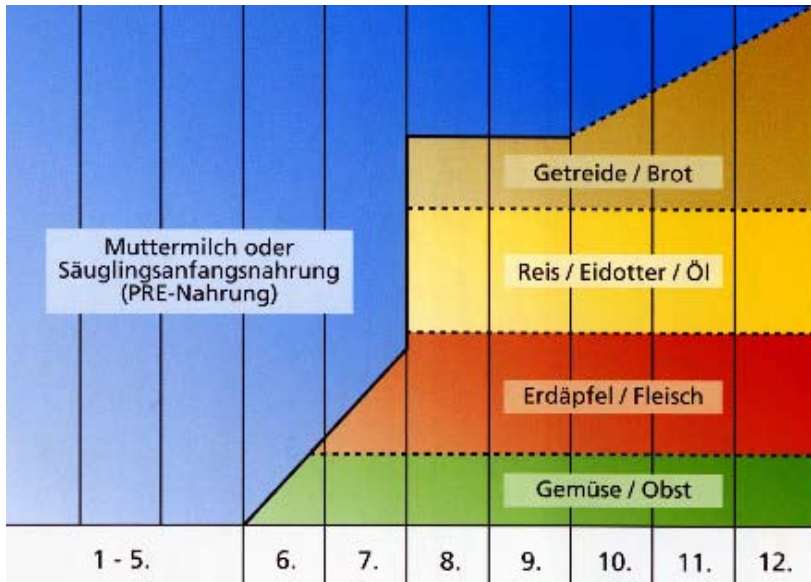 Getreide / Brot
Muttermilch oder
Säuglingsanfangsnahrung
(PRE-Nahrung)
Reis / Eidotter / Öl
Erdäpfel / Fleisch
Gemüse / Obst
1 - 5. 6. 7. 8. 9. 10. 11. 12.